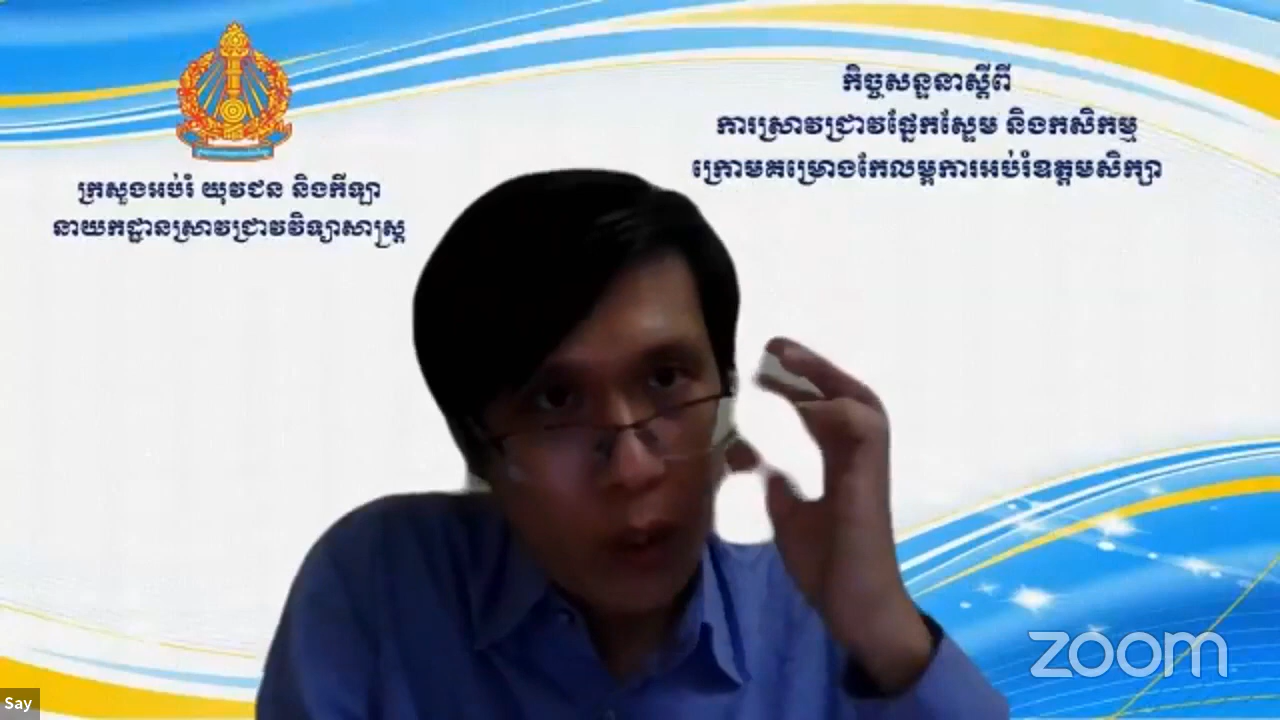 ក្រសួងអប់រំ យុវជន និងកីឡា
នាយកដ្ឋានស្រាវជ្រាវវិទ្យាសាស្ត្រ
កិច្ចសន្ទនាស្តីពី
ការស្រាវជ្រាវផ្នែកស្ទែម និងកសិកម្ម
ក្រោមគម្រោងកែលម្អការអប់រំឧត្តមសិក្សា
zoom
Say